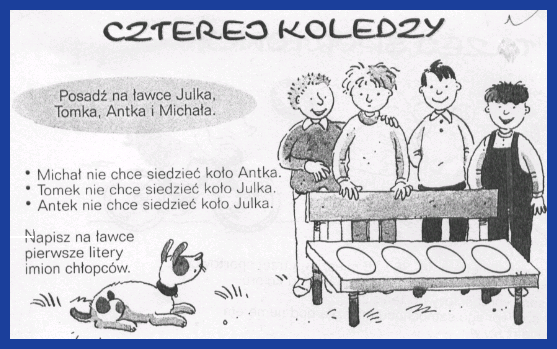 CZTEREJ KOLEDZY
Posadź na ławce Julka,
Tomka, Antka i Michała.
• Michał nie chce siedzieć koło Antka.
• Tomek nie chce siedzieć koło Julka.
• Antek nie chce siedzieć koło Julka.
Napisz na ławce
pierwsze litery
imion chłopców.